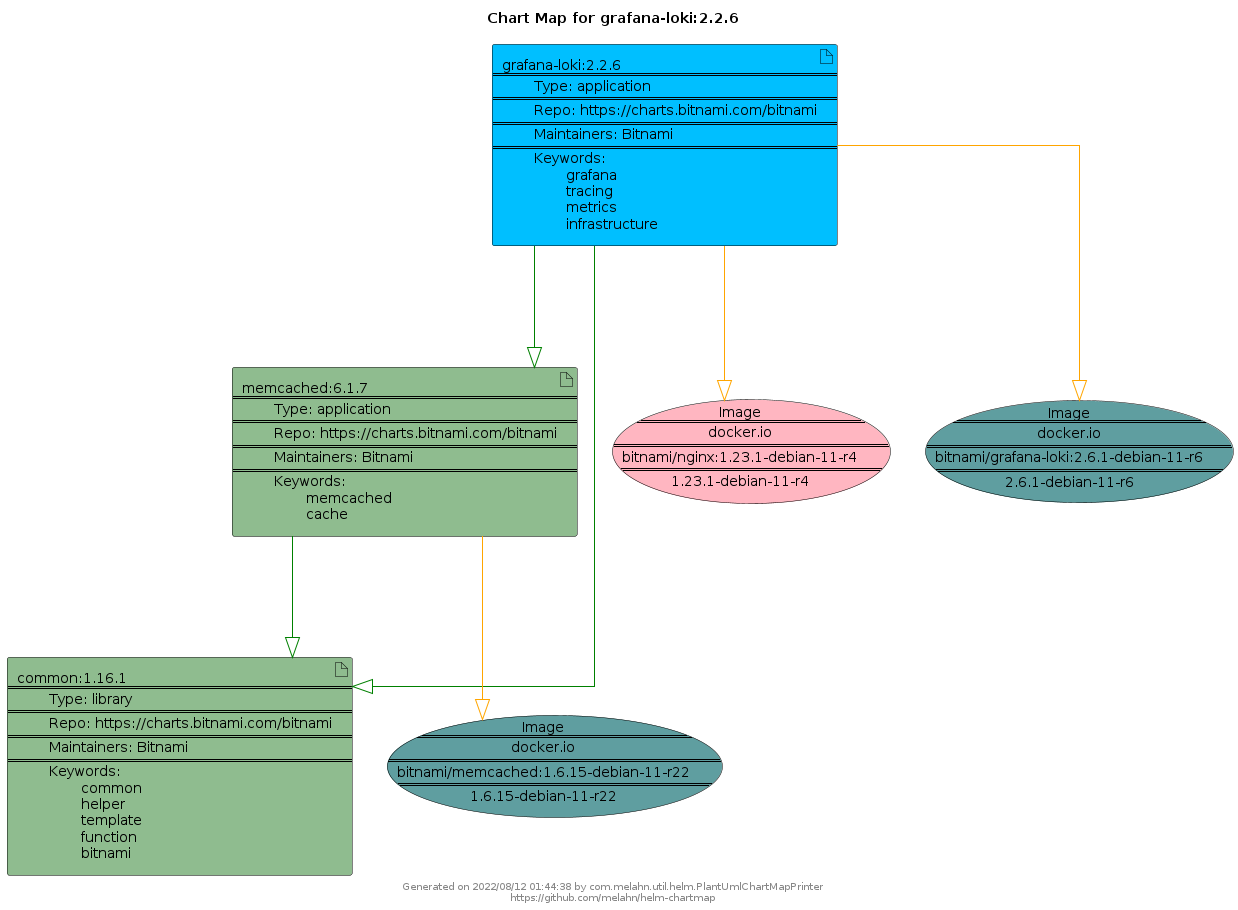 Chart Map for grafana-loki:2.2.6
grafana-loki:2.2.6
Type: application
Repo: https://charts.bitnami.com/bitnami
Maintainers: Bitnami
Keywords:
grafana
tracing
metrics
infrastructure
memcached:6.1.7
Type: application
Repo: https://charts.bitnami.com/bitnami
Maintainers: Bitnami
Keywords:
memcached
cache
Image
docker.io
bitnami/nginx:1.23.1-debian-11-r4
1.23.1-debian-11-r4
Image
docker.io
bitnami/grafana-loki:2.6.1-debian-11-r6
2.6.1-debian-11-r6
common:1.16.1
Type: library
Repo: https://charts.bitnami.com/bitnami
Maintainers: Bitnami
Keywords:
common
helper
template
function
bitnami
Image
docker.io
bitnami/memcached:1.6.15-debian-11-r22
1.6.15-debian-11-r22
Generated on 2022/08/12 01:44:38 by com.melahn.util.helm.PlantUmlChartMapPrinter
https://github.com/melahn/helm-chartmap